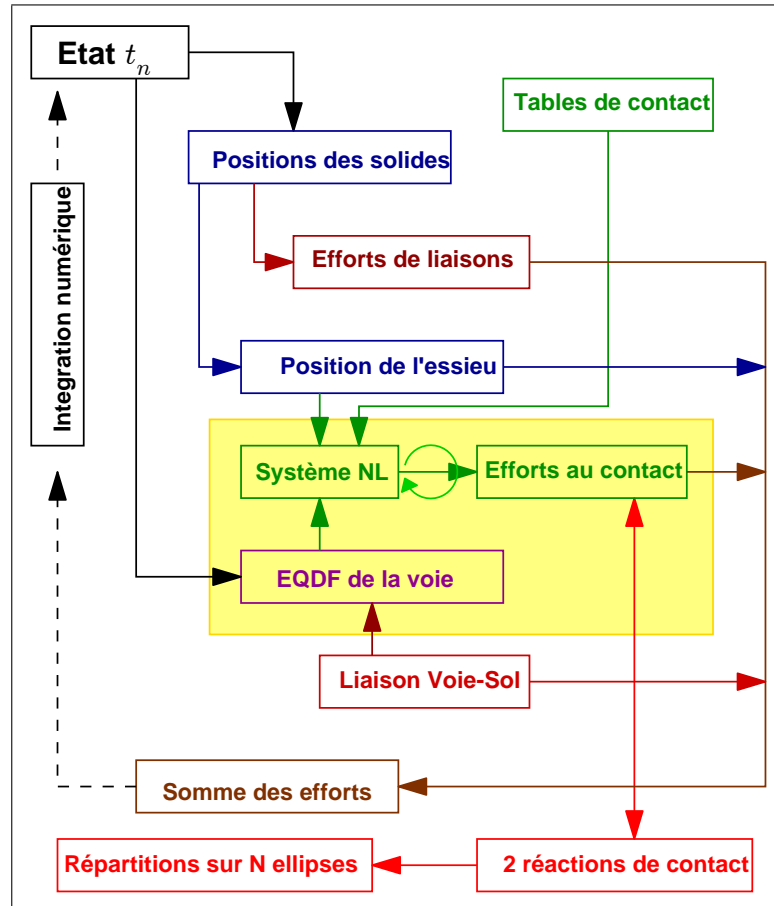 Etat t_n
Tables de contact
Positions des solides
Integration numérique
Efforts de liaisons
Position de l'essieu
Système NL
Efforts au contact
EQDF de la voie
Liaison Voie-Sol
Somme des efforts
Répartitions sur N ellipses
2 réactions de contact